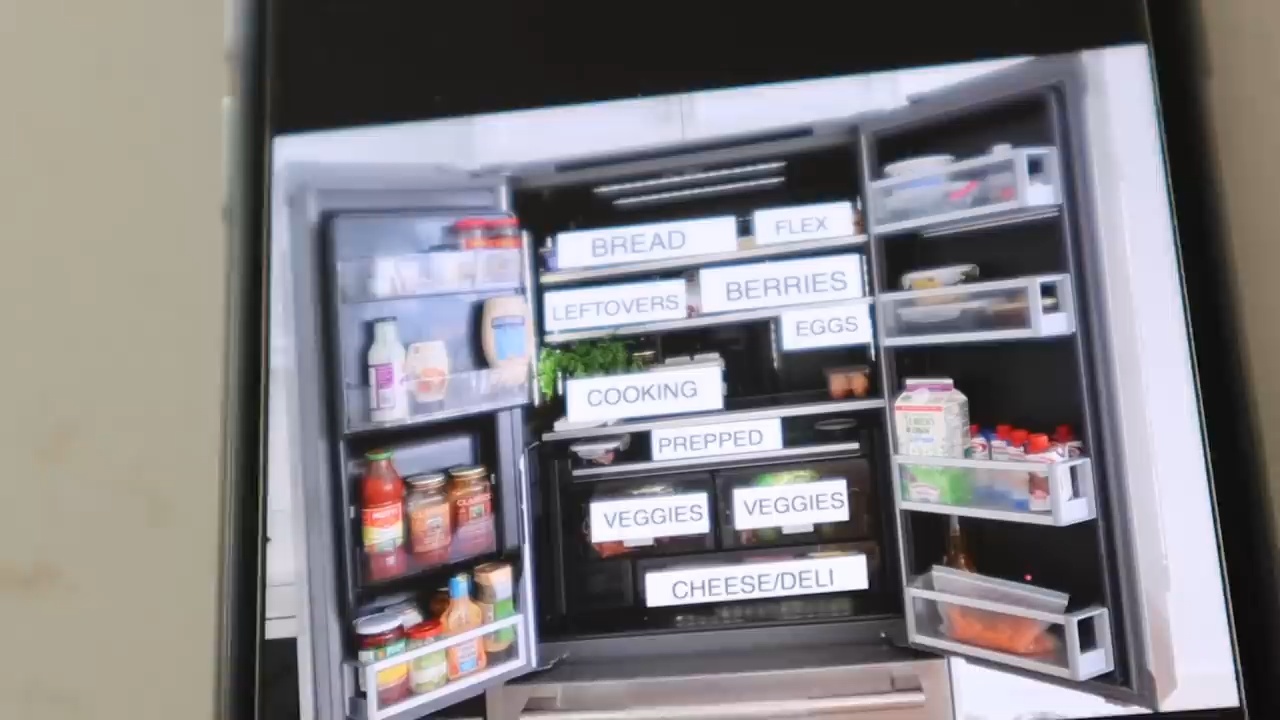 BREAD
FLEX
LEFTOVERS
BERRIES
EGGS
COOKING
PREPPED
VEGGIES
VEGGIES
CHEESE/DELI